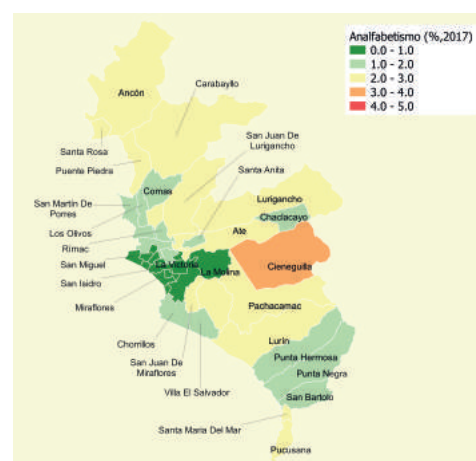 Analfabetismo (%,2017)
0.0 - 1.0
1.0 - 2.0
2.0 - 3.0
3.0 - 4.0
4.0 - 5.0
Carabayllo
Ancón
San Juan De
Lurigancho
Santa Rosa
Santa Anita
Puente Piedra
Comas
Lurigancho
San Martín De
Porres
Chaclacayo
Los Olivos
Ate
Rímac
San Miguel
La Victoria
La Molina
Cieneguilla
San Isidro
Miraflores
Pachacamac
Chorrillos
Lurín
San Juan De
Miraflores
Punta Hermosa
Punta Negra
Villa El Salvador
San Bartolo
Santa Maria Del Mar
Pucusana